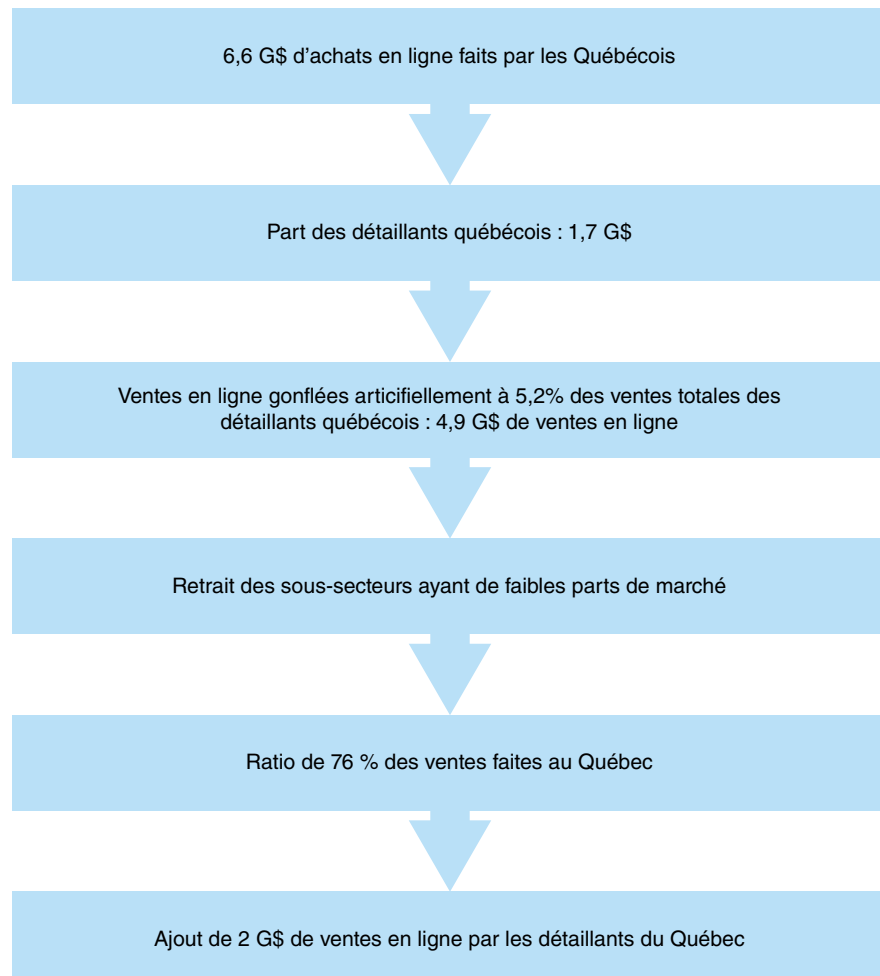 6,6 G$ d'achats en ligne faits par les Québécois
Part des détaillants québécois : 1,7 G$
Ventes en ligne gonflées articifiellement à 5,2% des ventes totales des
détaillants québécois : 4,9 G$ de ventes en ligne
Retrait des sous-secteurs ayant de faibles parts de marché
Ratio de 76 % des ventes faites au Québec
Ajout de 2 G$ de ventes en ligne par les détaillants du Québec